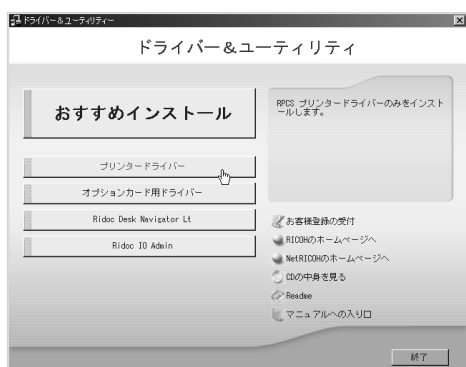 ドライバー&ユーティリティー
ドライバー&ユーティリティ
おすすめインストール
プリンタードライバー
オプションカード用ドライバー
Ridoc Desk Navigator Lt
Ridoc IO Admin
RPCS プリンタードライバーのみをインスト
ールします。
お客様登録の受付
RICOHのホームページへ
NetRICOHのホームページへ
CDの中身を見る
Readme
マニュアルへの入り口
終了